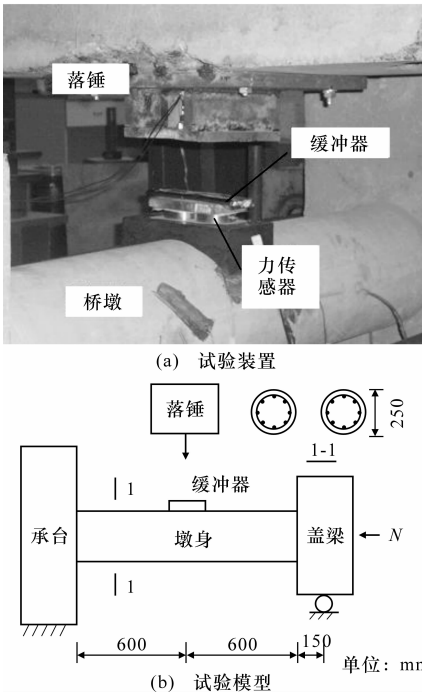 落锤
缓冲器
力传
感器
桥墩
(a) 试验装置
落锤
250
1-1
1
缓冲器
承台
墩身
盖梁
N
1
600
600
150
单位：mm
(b) 试验模型